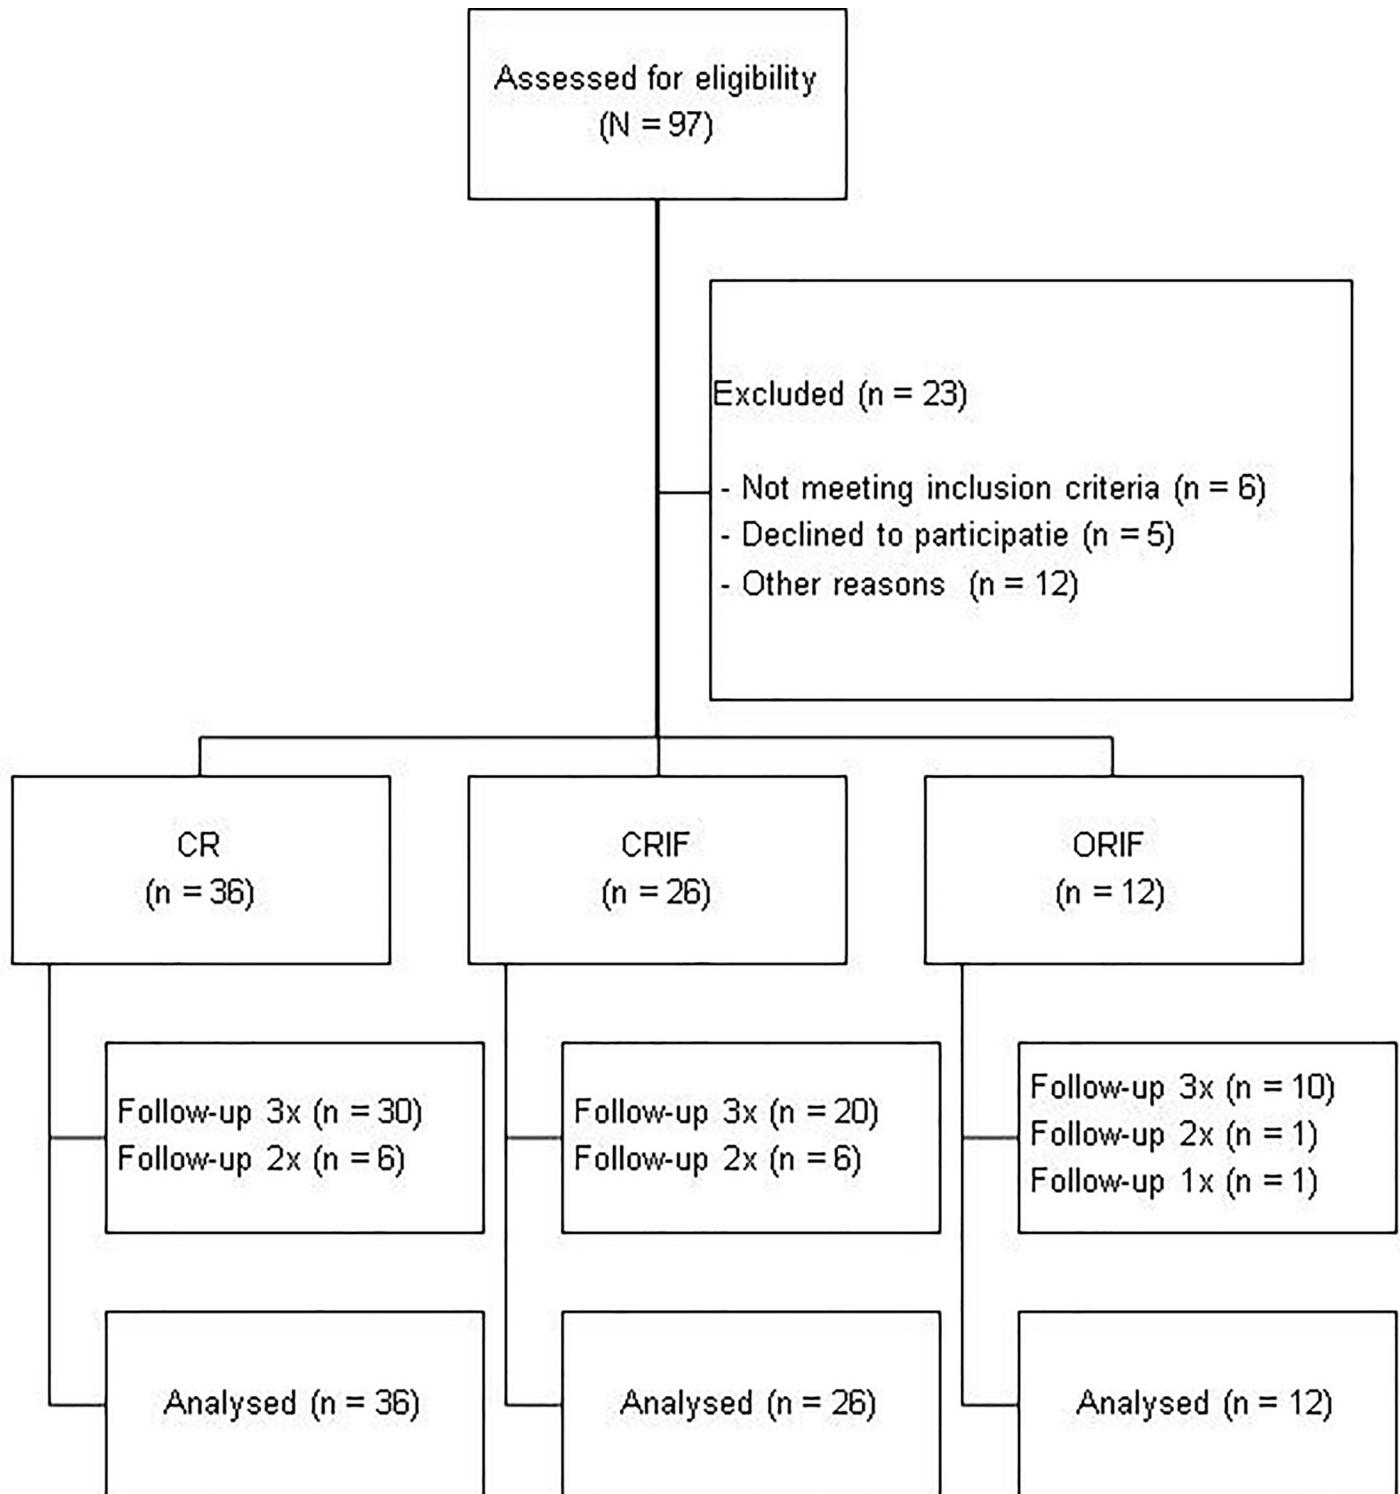 Assessed for eligibility
(N = 97)
Excluded (n = 23)
- Not meeting inclusion criteria (n = 6)
- Declined to participatie (n = 5)
- Other reasons (n = 12)
CR
(n = 36)
CRIF
(n = 26)
ORIF
(n = 12)
Follow-up 3x (n = 30)
Follow-up 2x (n = 6)
Follow-up 3x (n = 20)
Follow-up 2x (n = 6)
Follow-up 3x (n = 10)
Follow-up 2x (n = 1)
Follow-up 1x (n = 1)
Analysed (n = 36)
Analysed (n = 26)
Analysed (n = 12)